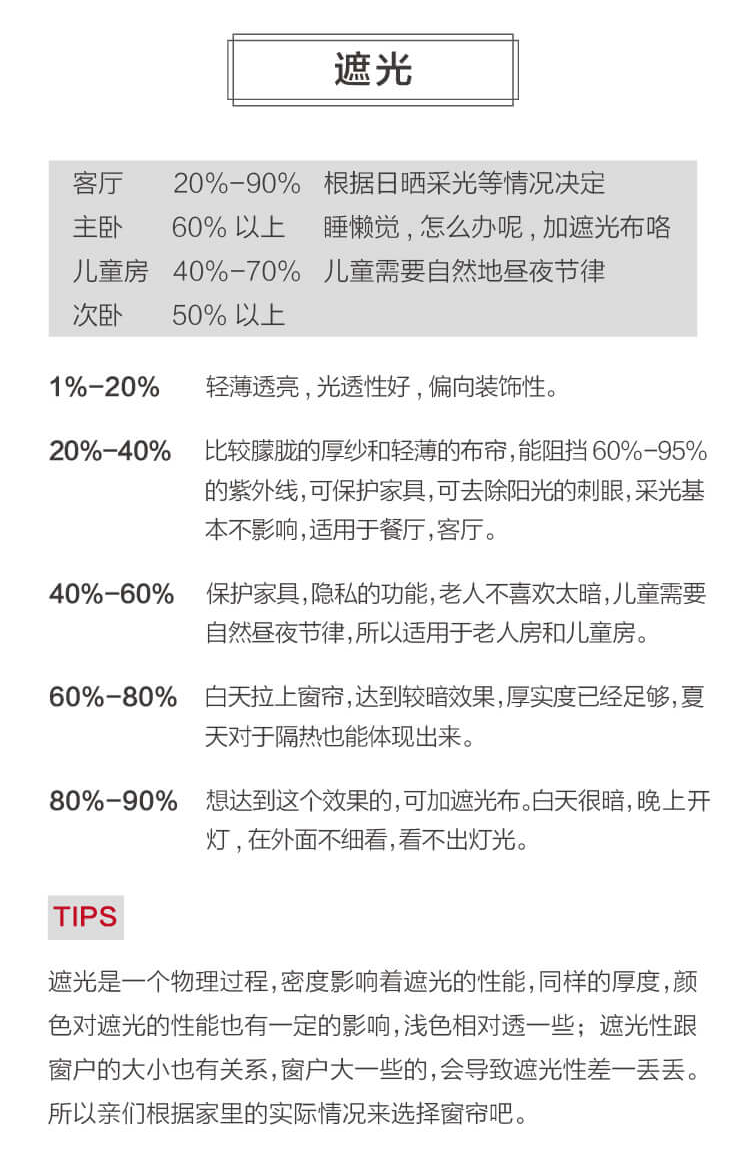 遮光
客厅 20%-90% 根据日晒采光等情况决定
主卧 60% 以上 睡懒觉，怎么办呢，加遮光布咯
儿童房 40%-70% 儿童需要自然地昼夜节律
次卧 50% 以上
1%-20% 轻薄透亮，光透性好，偏向装饰性。
20%-40% 比较朦胧的厚纱和轻薄的布帘，能阻挡 60%-95%
的紫外线，可保护家具，可去除阳光的刺眼，采光基
本不影响，适用于餐厅，客厅。
40%-60% 保护家具，隐私的功能，老人不喜欢太暗，儿童需要
自然昼夜节律，所以适用于老人房和儿童房。
60%-80% 白天拉上窗帘，达到较暗效果，厚实度已经足够，夏
天对于隔热也能体现出来。
80%-90% 想达到这个效果的，可加遮光布。白天很暗，晚上开
灯，在外面不细看，看不出灯光。
TIPS
遮光是一个物理过程，密度影响着遮光的性能，同样的厚度，颜
色对遮光的性能也有一定的影响，浅色相对透一些；遮光性跟
窗户的大小也有关系，窗户大一些的，会导致遮光性差一丢丢。
所以亲们根据家里的实际情况来选择窗帘吧。